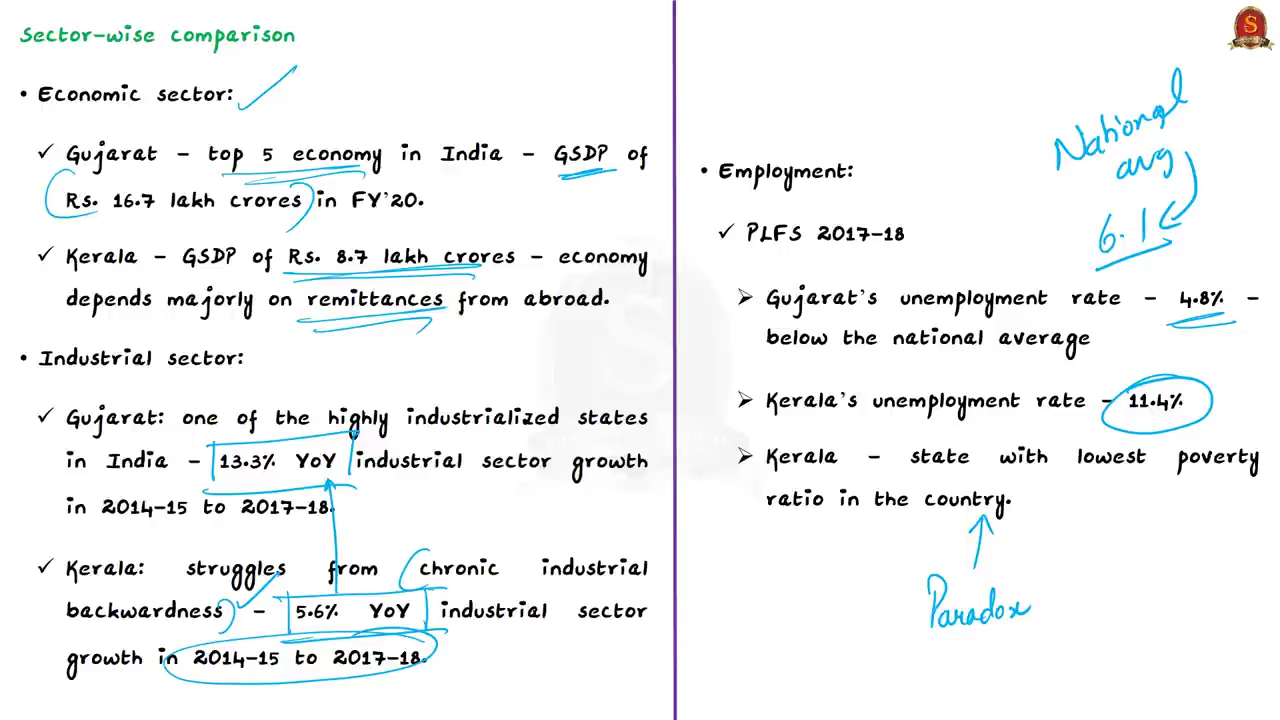 Sector-wise comparison
• Economic sector:
✓ Gujarat – top 5 economy in India – GSDP of
Rs. 16.7 lakh crores in FY'20.
✓ Kerala – GSDP of Rs. 8.7 lakh crores – economy
depends majorly on remittances from abroad.
• Industrial sector:
✓ Gujarat: one of the highly industrialized states
in India – 13.3% YoY industrial sector growth
in 2014-15 to 2017-18.
✓ Kerala: struggles from chronic industrial
backwardness – 5.6% YoY industrial sector
growth in 2014-15 to 2017-18.
National
avg
6.1
• Employment:
✓ PLFS 2017-18
➢ Gujarat's unemployment rate – 4.8% –
below the national average
➢ Kerala's unemployment rate – 11.4%
➢ Kerala – state with lowest poverty
ratio in the country.
Paradox